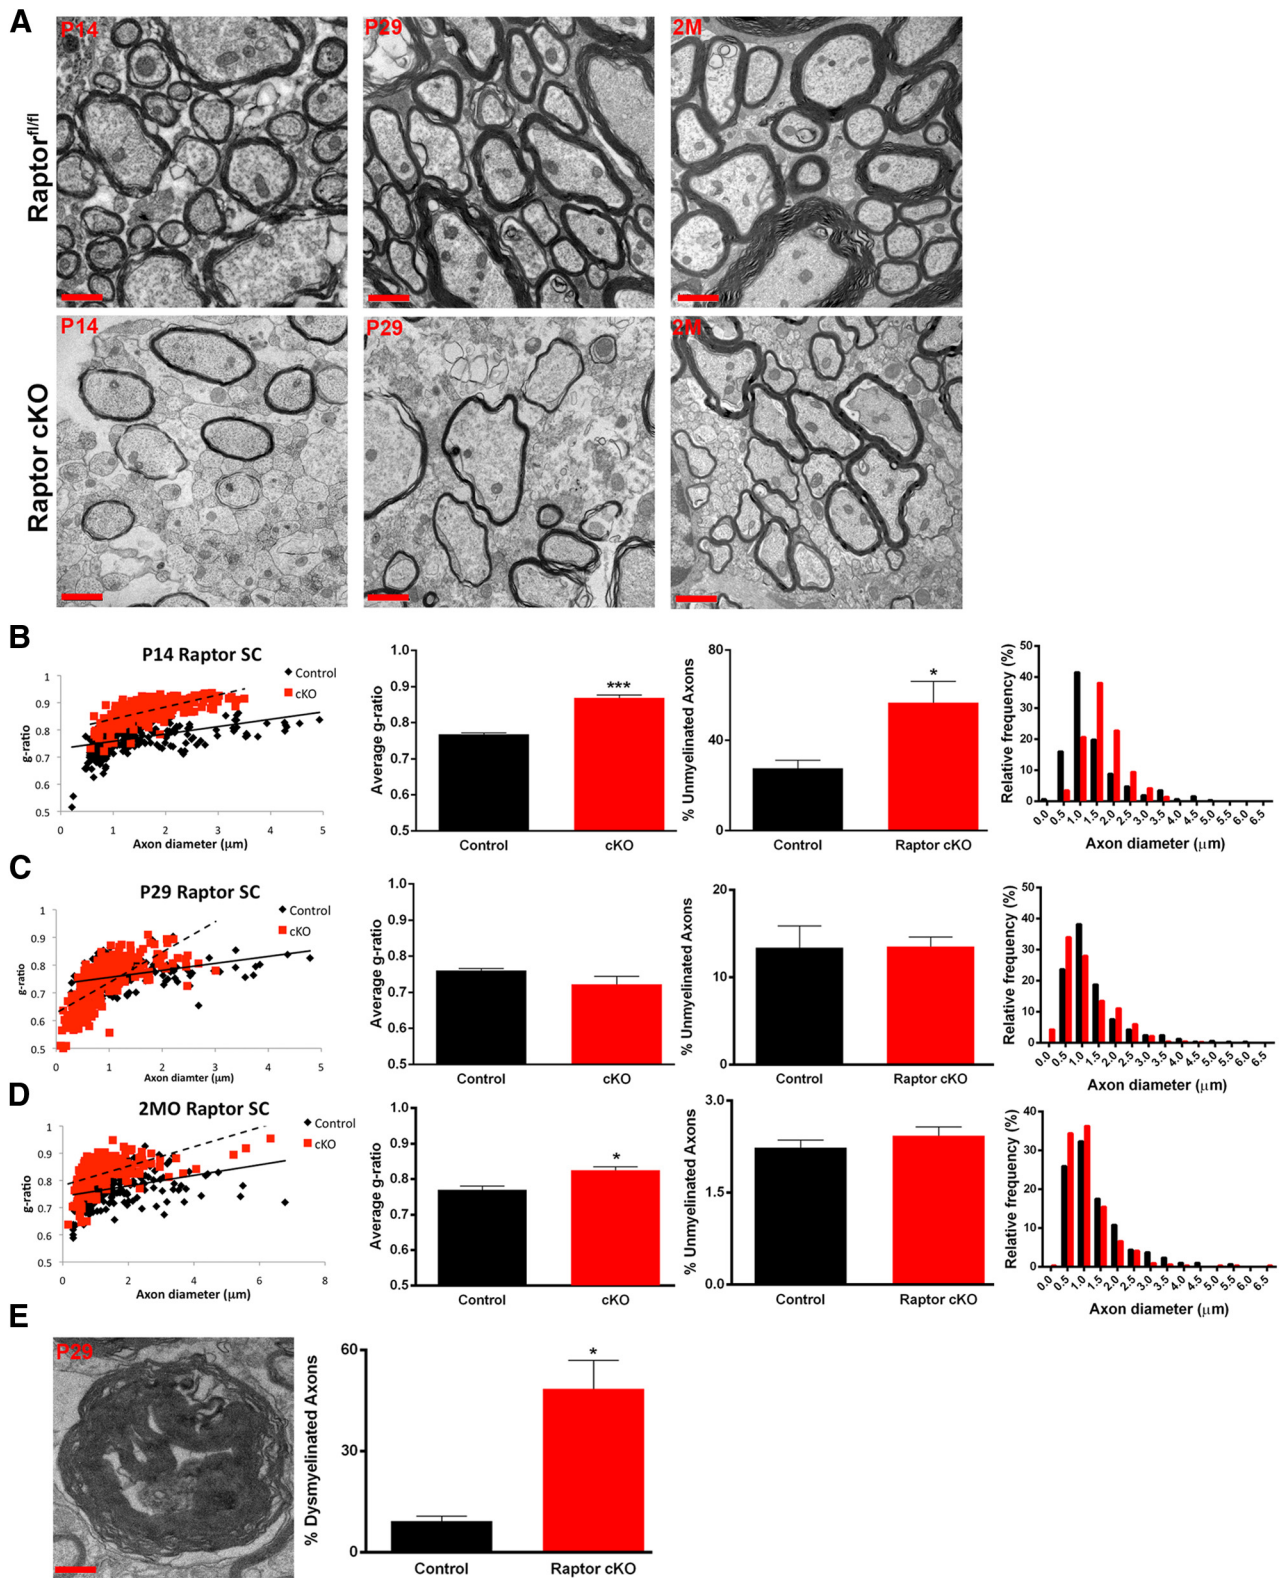 A
P14
P29
2M
Raptorfl/fl
P14
P29
2M
Raptor cKO
B
P14 Raptor SC
Control
cKO
g-ratio
1
0.9
0.8
0.7
0.6
0.5
0 1 2 3 4 5
Axon diameter (µm)
Average g-ratio
1.0
0.9
0.8
0.7
0.6
0.5
***
Control cKO
% Unmyelinated Axons
80
40
0
*
Control Raptor cKO
Relative frequency (%)
50
40
30
20
10
0
0.0 0.5 1.0 1.5 2.0 2.5 3.0 3.5 4.0 4.5 5.0 5.5 6.0 6.5
Axon diameter (µm)
C
P29 Raptor SC
Control
cKO
g-ratio
1
0.9
0.8
0.7
0.6
0.5
0 1 2 3 4 5
Axon diamter (µm)
Average g-ratio
1.0
0.9
0.8
0.7
0.6
0.5
Control cKO
% Unmyelinated Axons
20
10
0
Control Raptor cKO
Relative frequency (%)
50
40
30
20
10
0
0.0 0.5 1.0 1.5 2.0 2.5 3.0 3.5 4.0 4.5 5.5 5.5 6.0 6.5
Axon diameter (µm)
D
2MO Raptor SC
Control
cKO
g-ratio
1
0.9
0.8
0.7
0.6
0.5
0 2 4 6 8
Axon diameter (µm)
Average g-ratio
1.0
0.9
0.8
0.7
0.6
0.5
*
Control cKO
% Unmyelinated Axons
3.0
1.5
0.0
Control Raptor cKO
Relative frequency (%)
40
30
20
10
0
0.0 0.5 1.0 1.5 2.0 2.5 3.0 3.5 4.0 4.5 5.0 5.5 6.0 6.5
Axon diameter (µm)
E
P29
% Dysmyelinated Axons
60
30
0
*
Control Raptor cKO